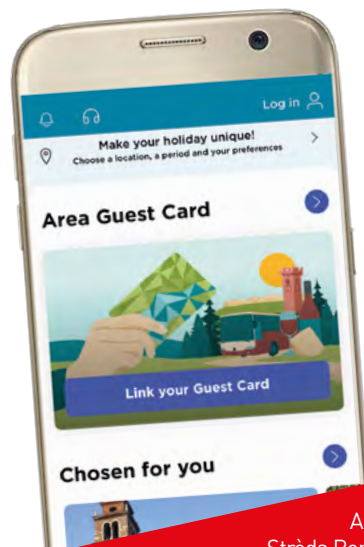 Log in
Make your holiday unique!
Choose a location, a period and your preferences
Area Guest Card
Link your Guest Card
Chosen for you
A
Strède